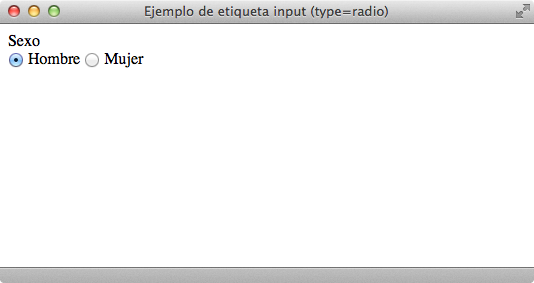 Ejemplo de etiqueta input (type=radio)
Sexo
Hombre Mujer